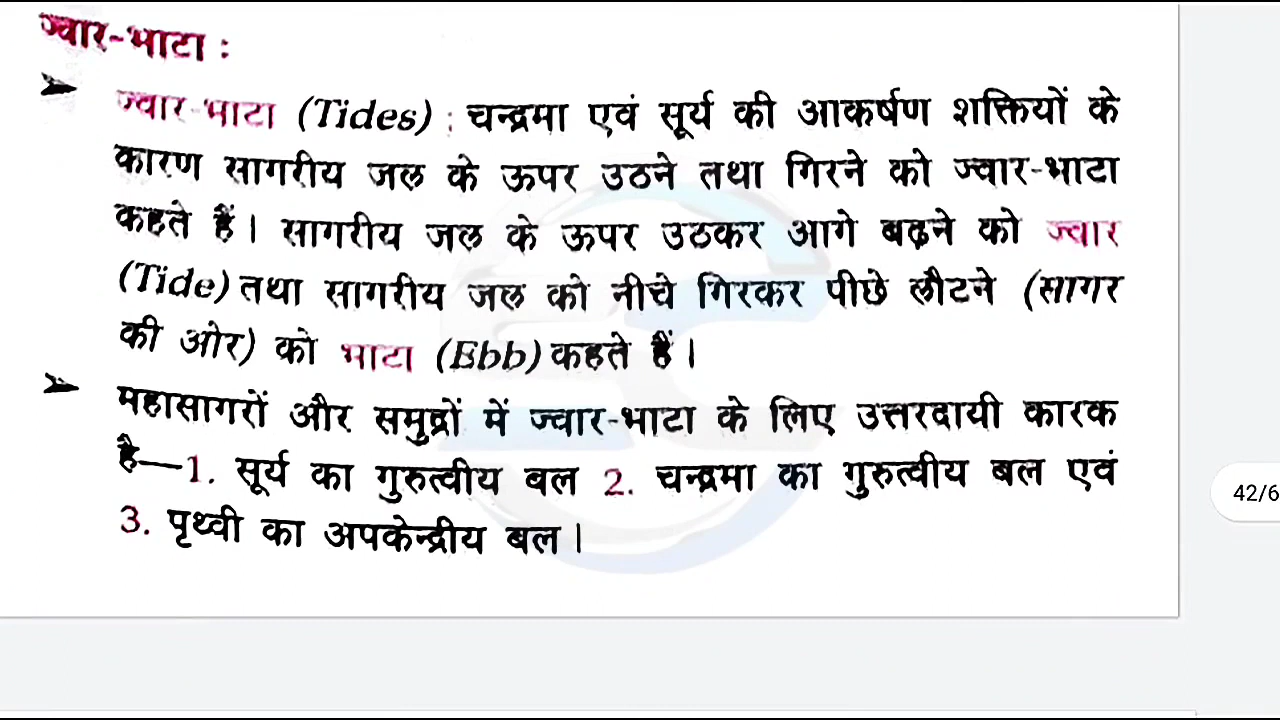 ज्वार-भाटा :
➤ ज्वार-भाटा (Tides) : चन्द्रमा एवं सूर्य की आकर्षण शक्तियों के
कारण सागरीय जल के ऊपर उठने तथा गिरने को ज्वार-भाटा
कहते हैं। सागरीय जल के ऊपर उठकर आगे बढ़ने को ज्वार
(Tide) तथा सागरीय जल को नीचे गिरकर पीछे लौटने (सागर
की ओर) को भाटा (Ebb) कहते हैं।
➤ महासागरों और समुद्रों में ज्वार-भाटा के लिए उत्तरदायी कारक
है—1. सूर्य का गुरुत्वीय बल 2. चन्द्रमा का गुरुत्वीय बल एवं
3. पृथ्वी का अपकेन्द्रीय बल।
42/6